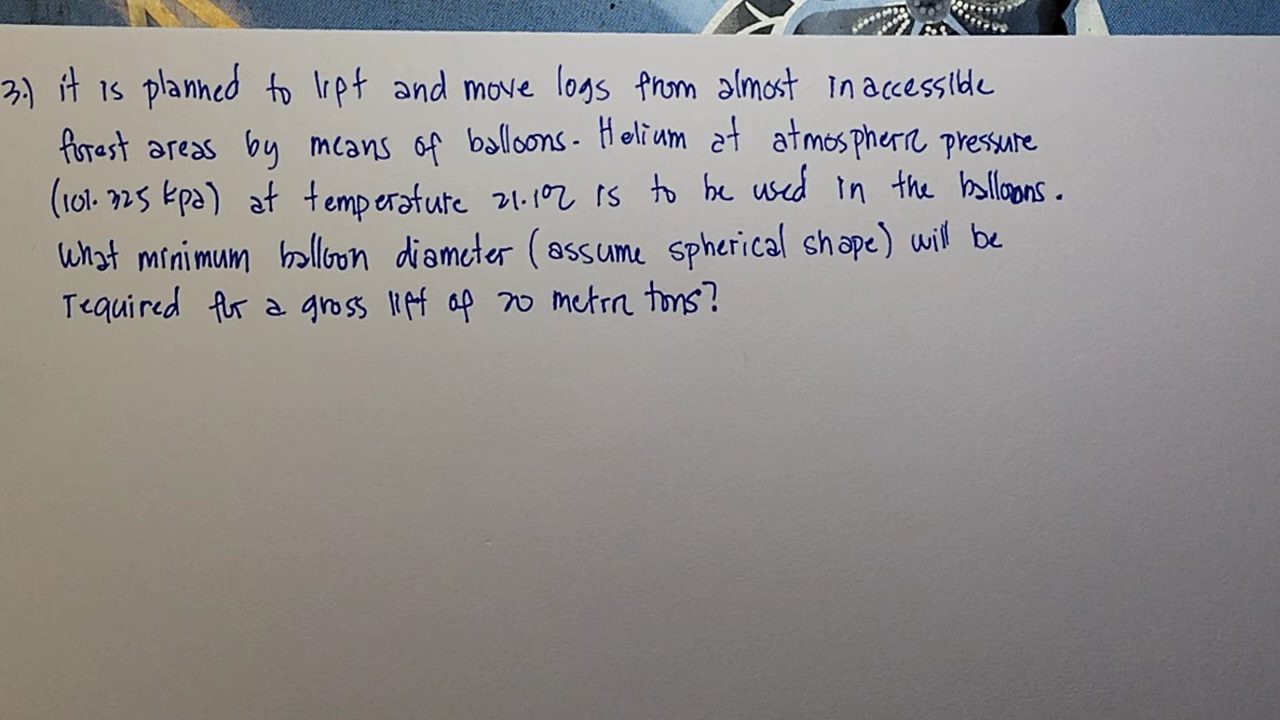 3.) it is planned to lift and move logs from almost inaccessible
forest areas by means of balloons. Helium at atmospheric pressure
(101.325 kpa) at temperature 21.1°C is to be used in the balloons.
What minimum balloon diameter (assume spherical shape) will be
required for a gross lift of 20 metric tons?